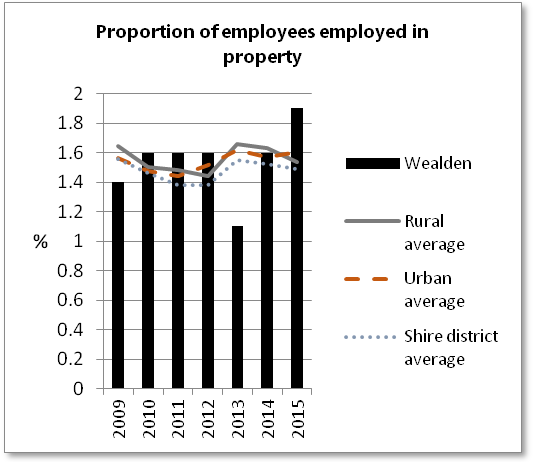 Proportion of employees employed in
property
2
1.8
1.6
1.4
1.2
1
0.8
0.6
0.4
0.2
0
%
2009
2010
2011
2012
2013
2014
2015
Wealden
Rural
average
Urban
average
Shire district
average